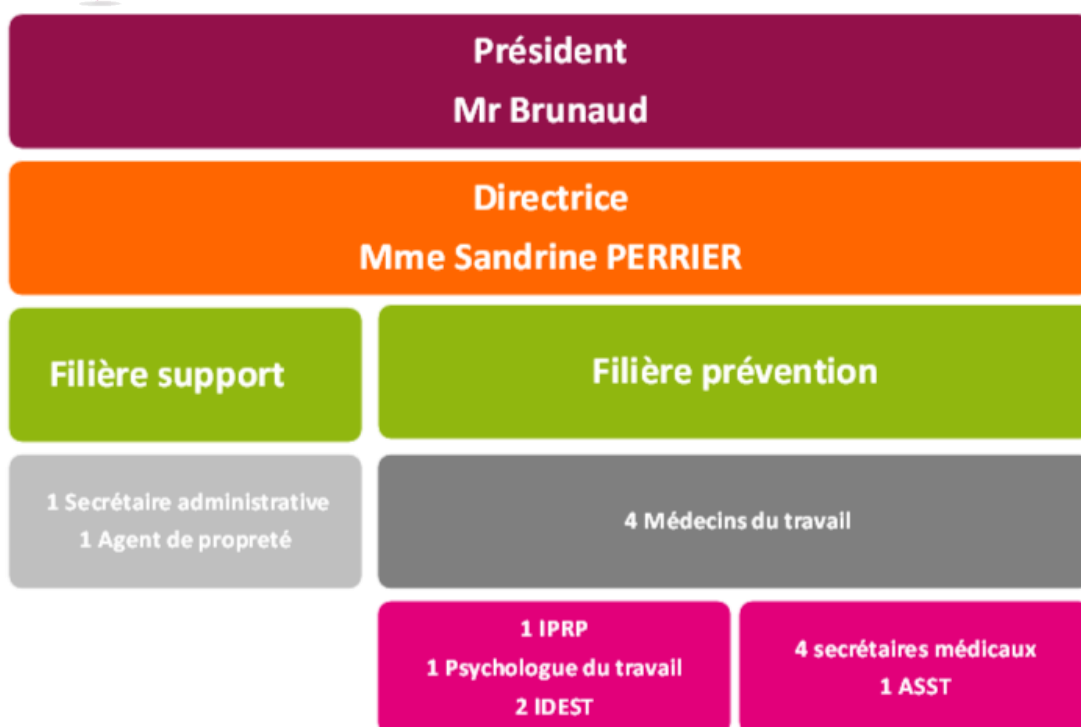 Président
Mr Brunaud
Directrice
Mme Sandrine PERRIER
Filière support
Filière prévention
1 Secrétaire administrative
1 Agent de propreté
4 Médecins du travail
1 IPRP
1 Psychologue du travail
2 IDEST
4 secrétaires médicaux
1 ASST